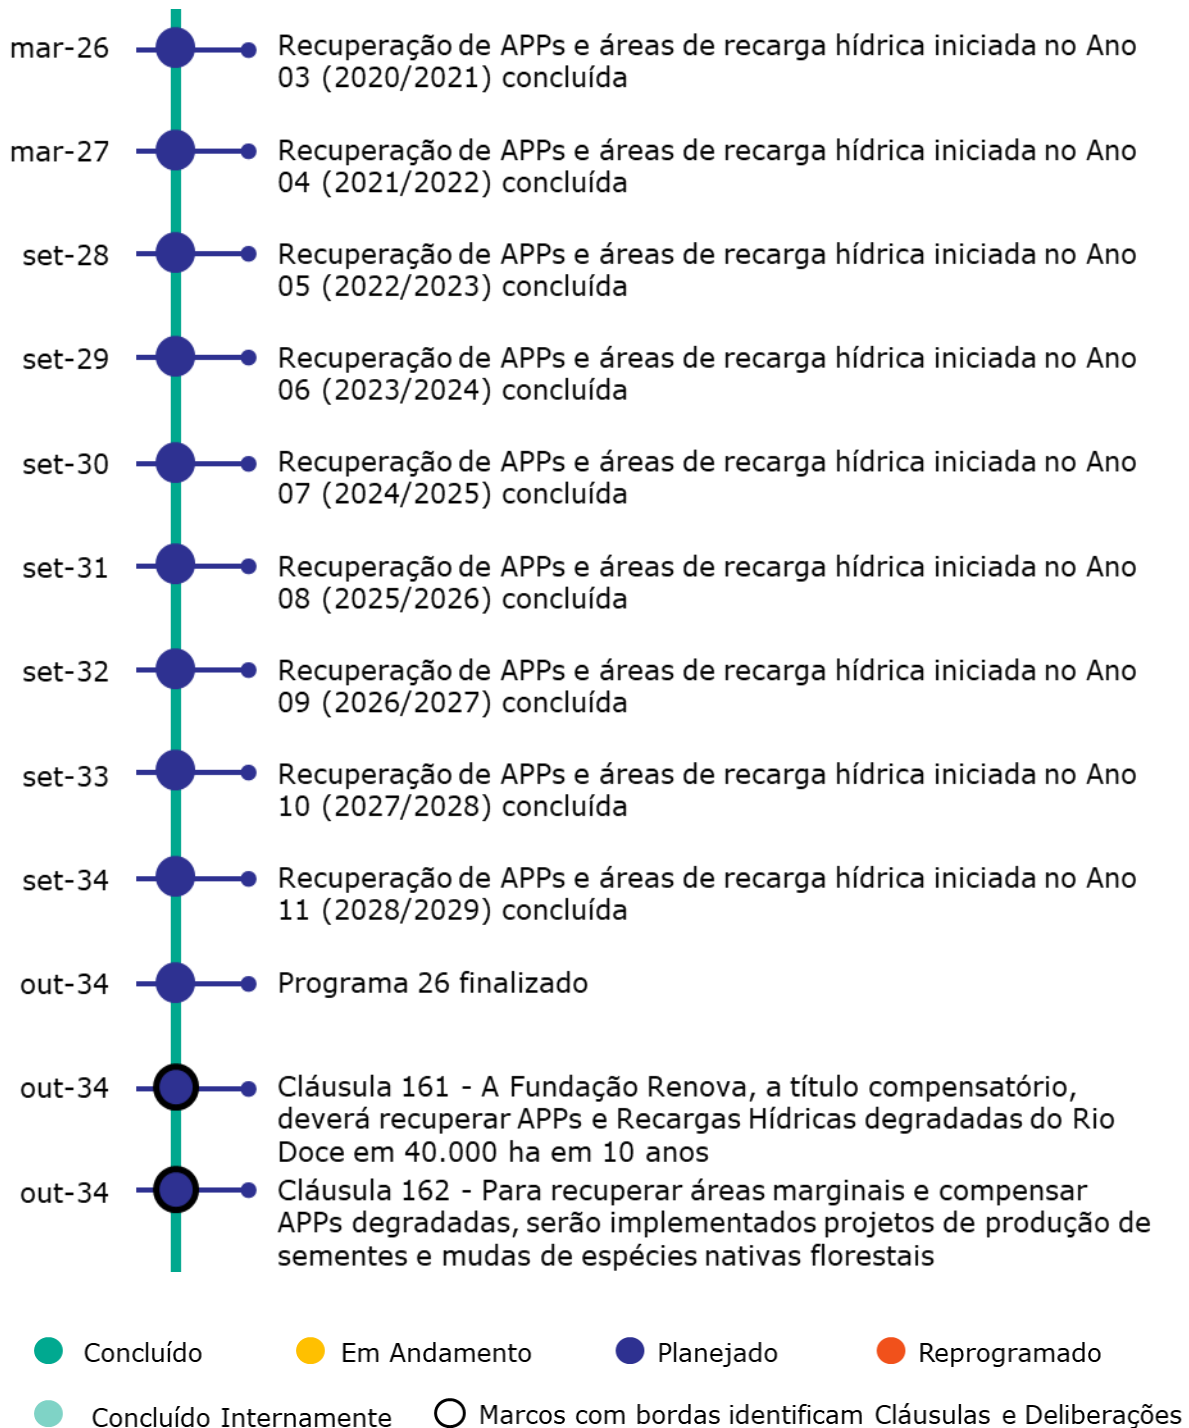 mar-26
Recuperação de APPs e áreas de recarga hídrica iniciada no Ano
03 (2020/2021) concluída
mar-27
Recuperação de APPs e áreas de recarga hídrica iniciada no Ano
04 (2021/2022) concluída
set-28
Recuperação de APPs e áreas de recarga hídrica iniciada no Ano
05 (2022/2023) concluída
set-29
Recuperação de APPs e áreas de recarga hídrica iniciada no Ano
06 (2023/2024) concluída
set-30
Recuperação de APPs e áreas de recarga hídrica iniciada no Ano
07 (2024/2025) concluída
set-31
Recuperação de APPs e áreas de recarga hídrica iniciada no Ano
08 (2025/2026) concluída
set-32
Recuperação de APPs e áreas de recarga hídrica iniciada no Ano
09 (2026/2027) concluída
set-33
Recuperação de APPs e áreas de recarga hídrica iniciada no Ano
10 (2027/2028) concluída
set-34
Recuperação de APPs e áreas de recarga hídrica iniciada no Ano
11 (2028/2029) concluída
out-34
Programa 26 finalizado
out-34
Cláusula 161 - A Fundação Renova, a título compensatório,
deverá recuperar APPs e Recargas Hídricas degradadas do Rio
Doce em 40.000 ha em 10 anos
out-34
Cláusula 162 - Para recuperar áreas marginais e compensar
APPs degradadas, serão implementados projetos de produção de
sementes e mudas de espécies nativas florestais
Concluído
Em Andamento
Planejado
Reprogramado
Concluído Internamente
Marcos com bordas identificam Cláusulas e Deliberações